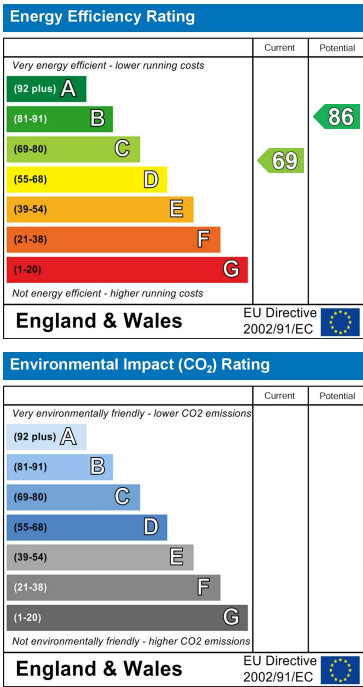 Energy Efficiency Rating
Current Potential
Very energy efficient - lower running costs
(92 plus) A
(81-91) B
86
(69-80) C
69
(55-68) D
(39-54) E
(21-38) F
(1-20) G
Not energy efficient - higher running costs
England & Wales
EU Directive
2002/91/EC
Environmental Impact (CO₂) Rating
Current Potential
Very environmentally friendly - lower CO2 emissions
(92 plus) A
(81-91) B
(69-80) C
(55-68) D
(39-54) E
(21-38) F
(1-20) G
Not environmentally friendly - higher CO2 emissions
England & Wales
EU Directive
2002/91/EC